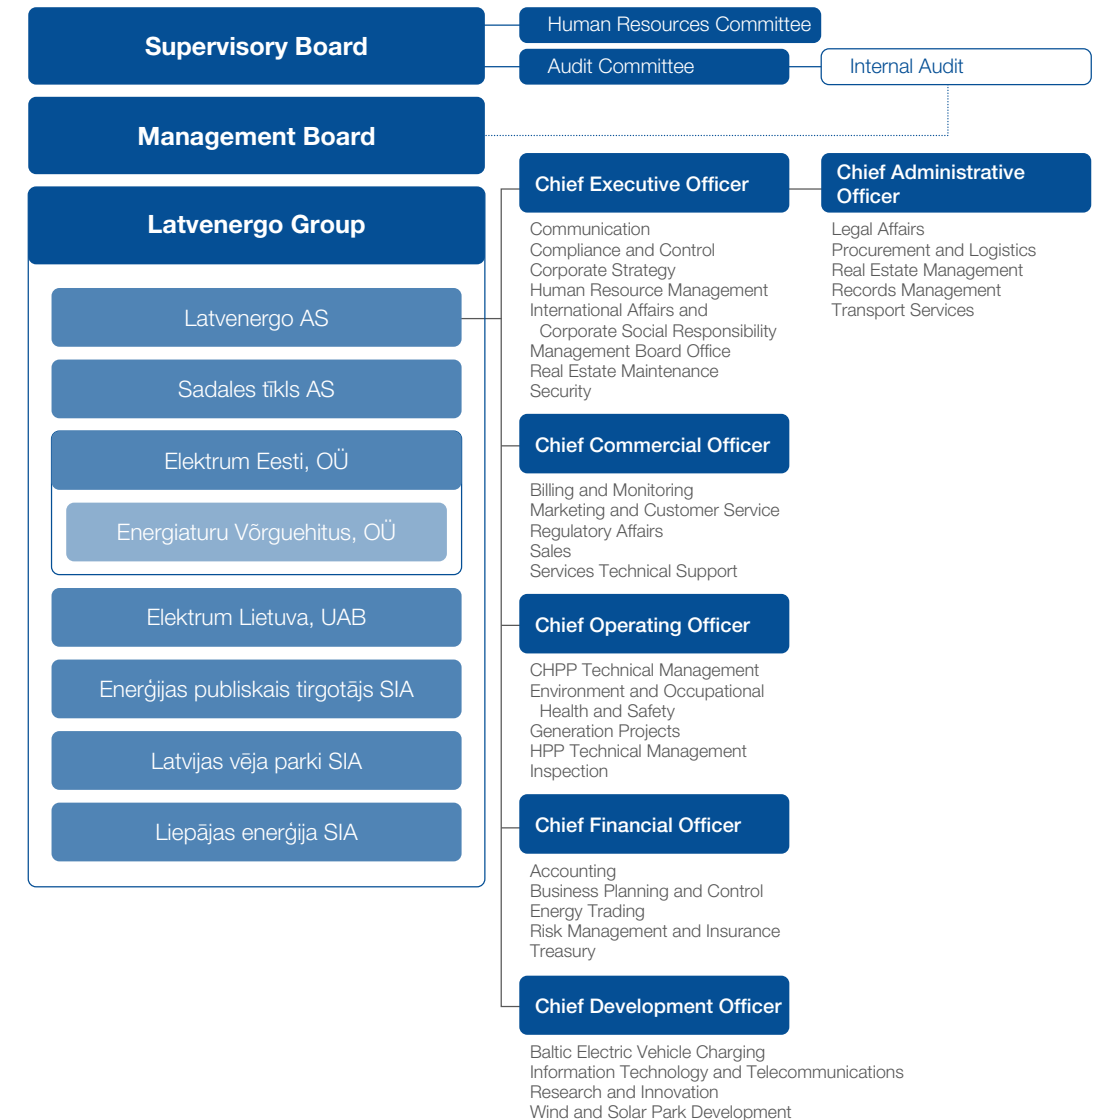 Supervisory Board
Human Resources Committee
Audit Committee
Internal Audit
Management Board
Latvenergo Group
Latvenergo AS
Sadales tīkls AS
Elektrum Eesti, OÜ
Energiaturu Võrguehitus, OÜ
Elektrum Lietuva, UAB
Enerģijas publiskais tirgotājs SIA
Latvijas vēja parki SIA
Liepājas enerģija SIA
Chief Executive Officer
Communication
Compliance and Control
Corporate Strategy
Human Resource Management
International Affairs and
Corporate Social Responsibility
Management Board Office
Real Estate Maintenance
Security
Chief Administrative
Officer
Legal Affairs
Procurement and Logistics
Real Estate Management
Records Management
Transport Services
Chief Commercial Officer
Billing and Monitoring
Marketing and Customer Service
Regulatory Affairs
Sales
Services Technical Support
Chief Operating Officer
CHPP Technical Management
Environment and Occupational
Health and Safety
Generation Projects
HPP Technical Management
Inspection
Chief Financial Officer
Accounting
Business Planning and Control
Energy Trading
Risk Management and Insurance
Treasury
Chief Development Officer
Baltic Electric Vehicle Charging
Information Technology and Telecommunications
Research and Innovation
Wind and Solar Park Development